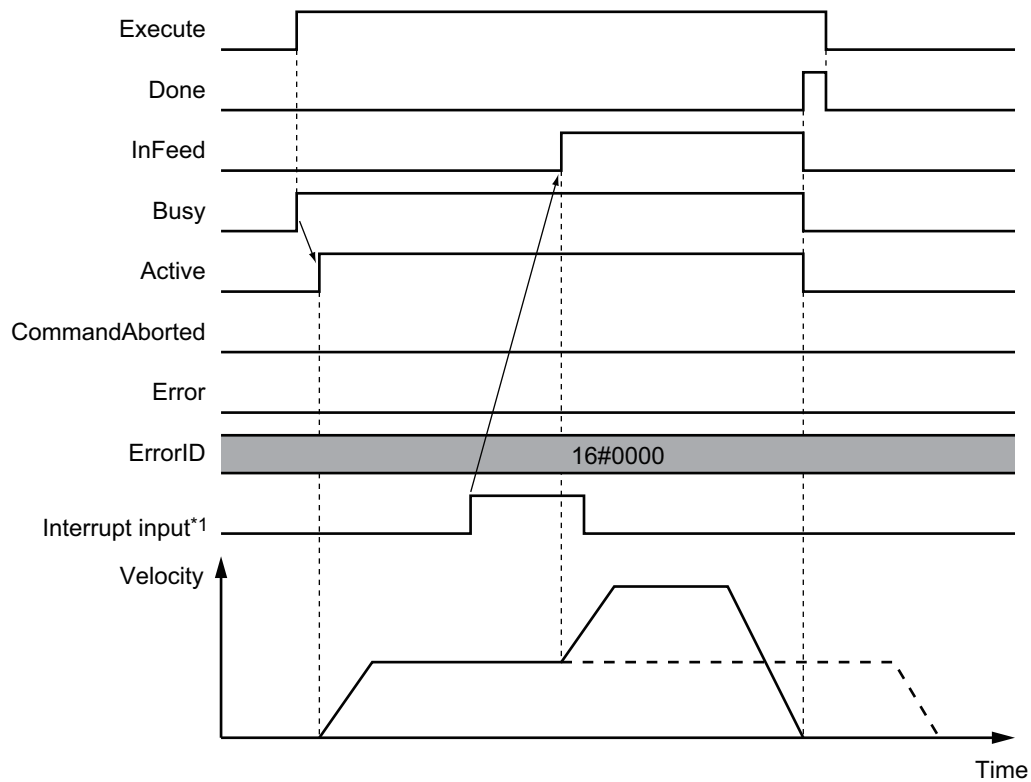 Execute
Done
InFeed
Busy
Active
CommandAborted
Error
ErrorID
16#0000
Interrupt input*1
Velocity
Time